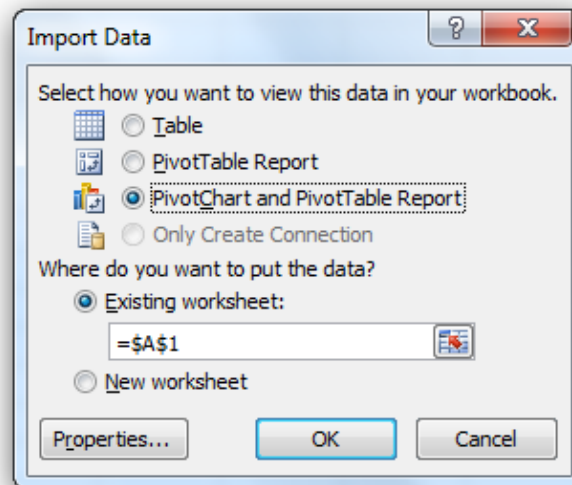 Import Data
Select how you want to view this data in your workbook.
Table
PivotTable Report
PivotChart and PivotTable Report
Only Create Connection
Where do you want to put the data?
Existing worksheet:
=$A$1
New worksheet
Properties...
OK
Cancel